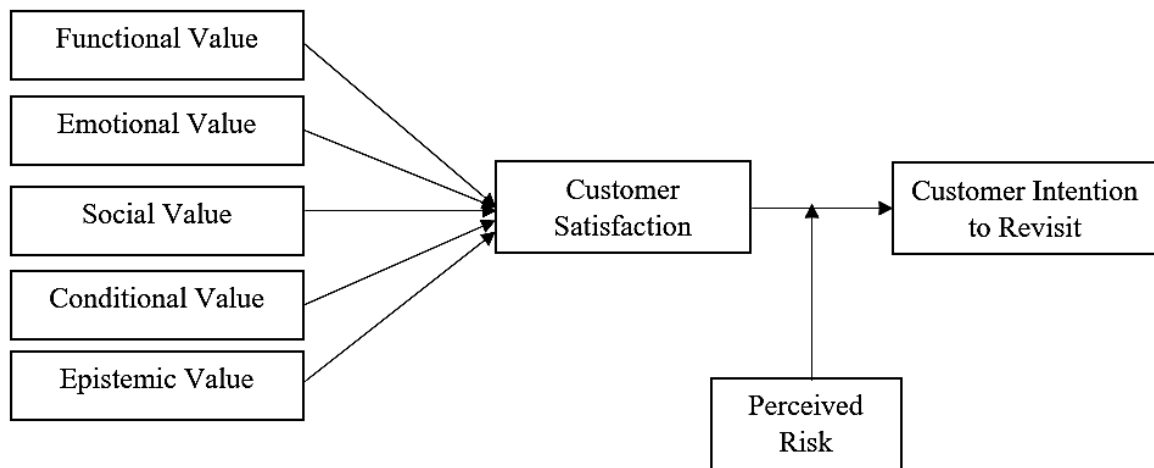 Functional Value
Emotional Value
Social Value
Conditional Value
Epistemic Value
Customer
Satisfaction
Customer Intention
to Revisit
Perceived
Risk